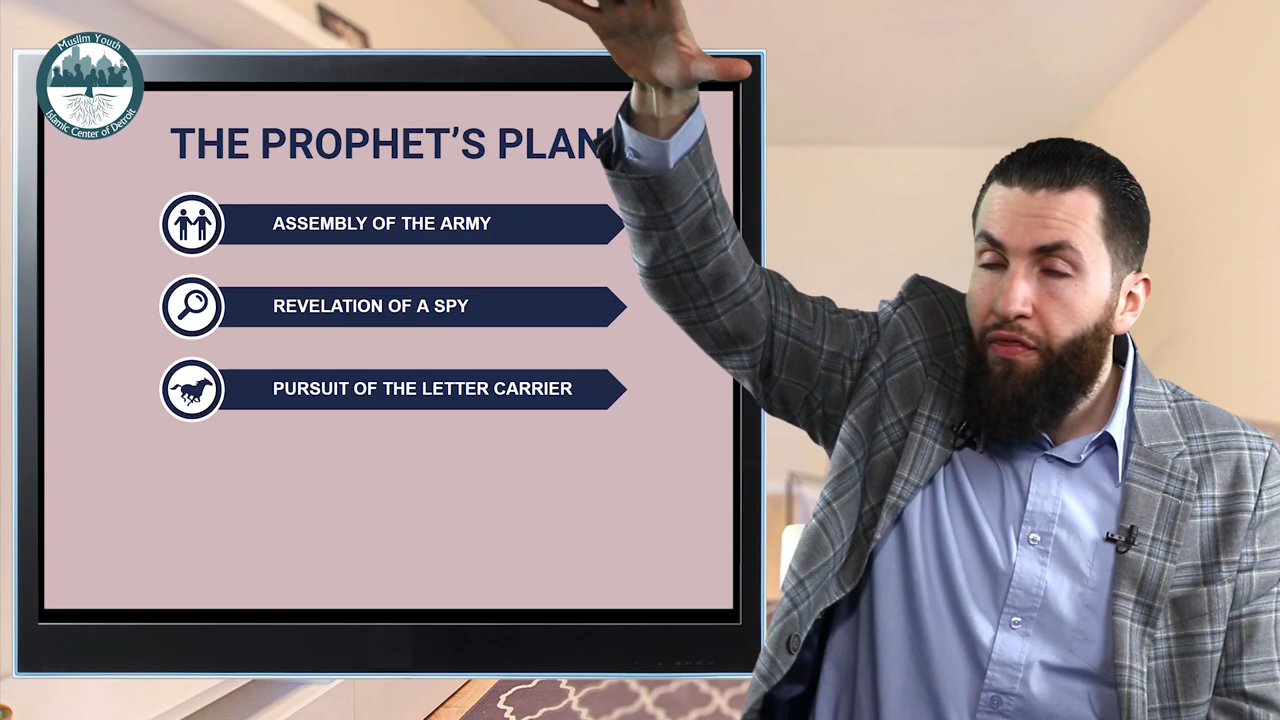 Muslim Youth
Islamic Center of Detroit
THE PROPHET’S PLAN
ASSEMBLY OF THE ARMY
REVELATION OF A SPY
PURSUIT OF THE LETTER CARRIER